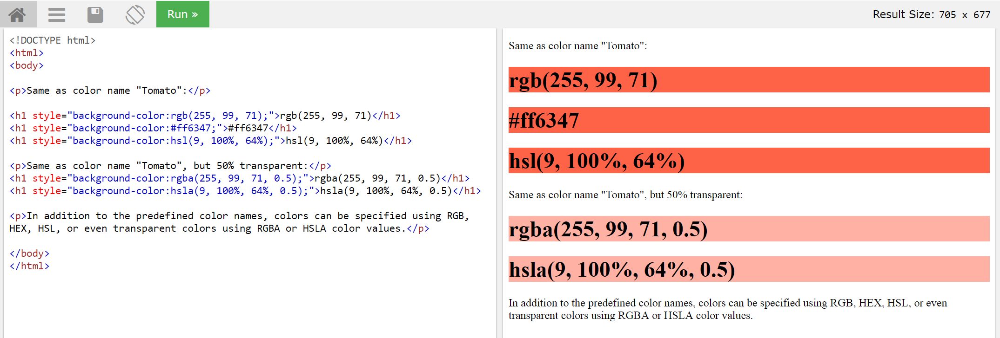 Run »
Result Size: 705 x 677
<!DOCTYPE html>
<html>
<body>
<p>Same as color name "Tomato":</p>
<h1 style="background-color:rgb(255, 99, 71);">rgb(255, 99, 71)</h1>
<h1 style="background-color:#ff6347;">#ff6347</h1>
<h1 style="background-color:hsl(9, 100%, 64%);">hsl(9, 100%, 64%)</h1>
<p>Same as color name "Tomato", but 50% transparent:</p>
<h1 style="background-color:rgba(255, 99, 71, 0.5);">rgba(255, 99, 71, 0.5)</h1>
<h1 style="background-color:hsla(9, 100%, 64%, 0.5);">hsla(9, 100%, 64%, 0.5)</h1>
<p>In addition to the predefined color names, colors can be specified using RGB,
HEX, HSL, or even transparent colors using RGBA or HSLA color values.</p>
</body>
</html>
Same as color name "Tomato":
rgb(255, 99, 71)
#ff6347
hsl(9, 100%, 64%)
Same as color name "Tomato", but 50% transparent:
rgba(255, 99, 71, 0.5)
hsla(9, 100%, 64%, 0.5)
In addition to the predefined color names, colors can be specified using RGB, HEX, HSL, or even
transparent colors using RGBA or HSLA color values.